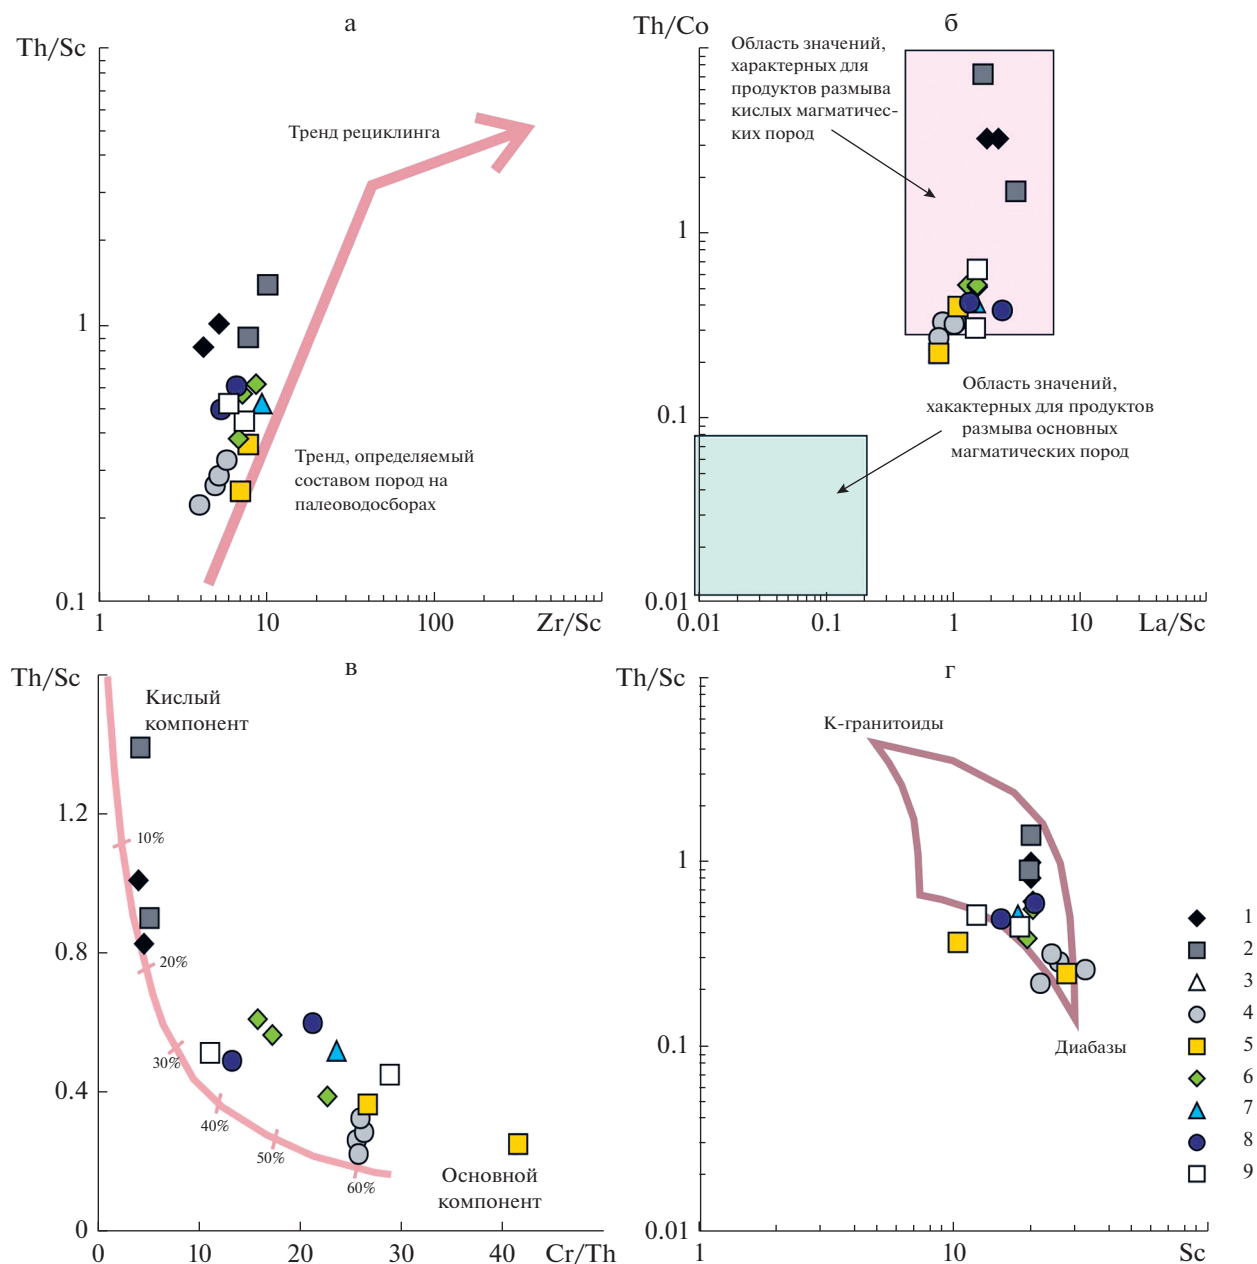 а
Th/Sc
1
0.1
1
10
100
Zr/Sc
Тренд рециклинга
Тренд, определяемый
составом пород на
палеоводосборах
б
Th/Co
1
0.1
0.01
0.01
0.1
1
10
La/Sc
Область значений,
характерных для
продуктов размыва
кислых магматичес-
ких пород
Область значений,
хакактерных для продуктов
размыва основных
магматических пород
в
Th/Sc
1.2
0.8
0.4
0
0
10
20
30
40
Cr/Th
Кислый
компонент
10%
20%
30%
40%
50%
60%
Основной
компонент
г
Th/Sc
1
0.1
0.01
1
10
Sc
К-гранитоиды
Диабазы
1
2
3
4
5
6
7
8
9